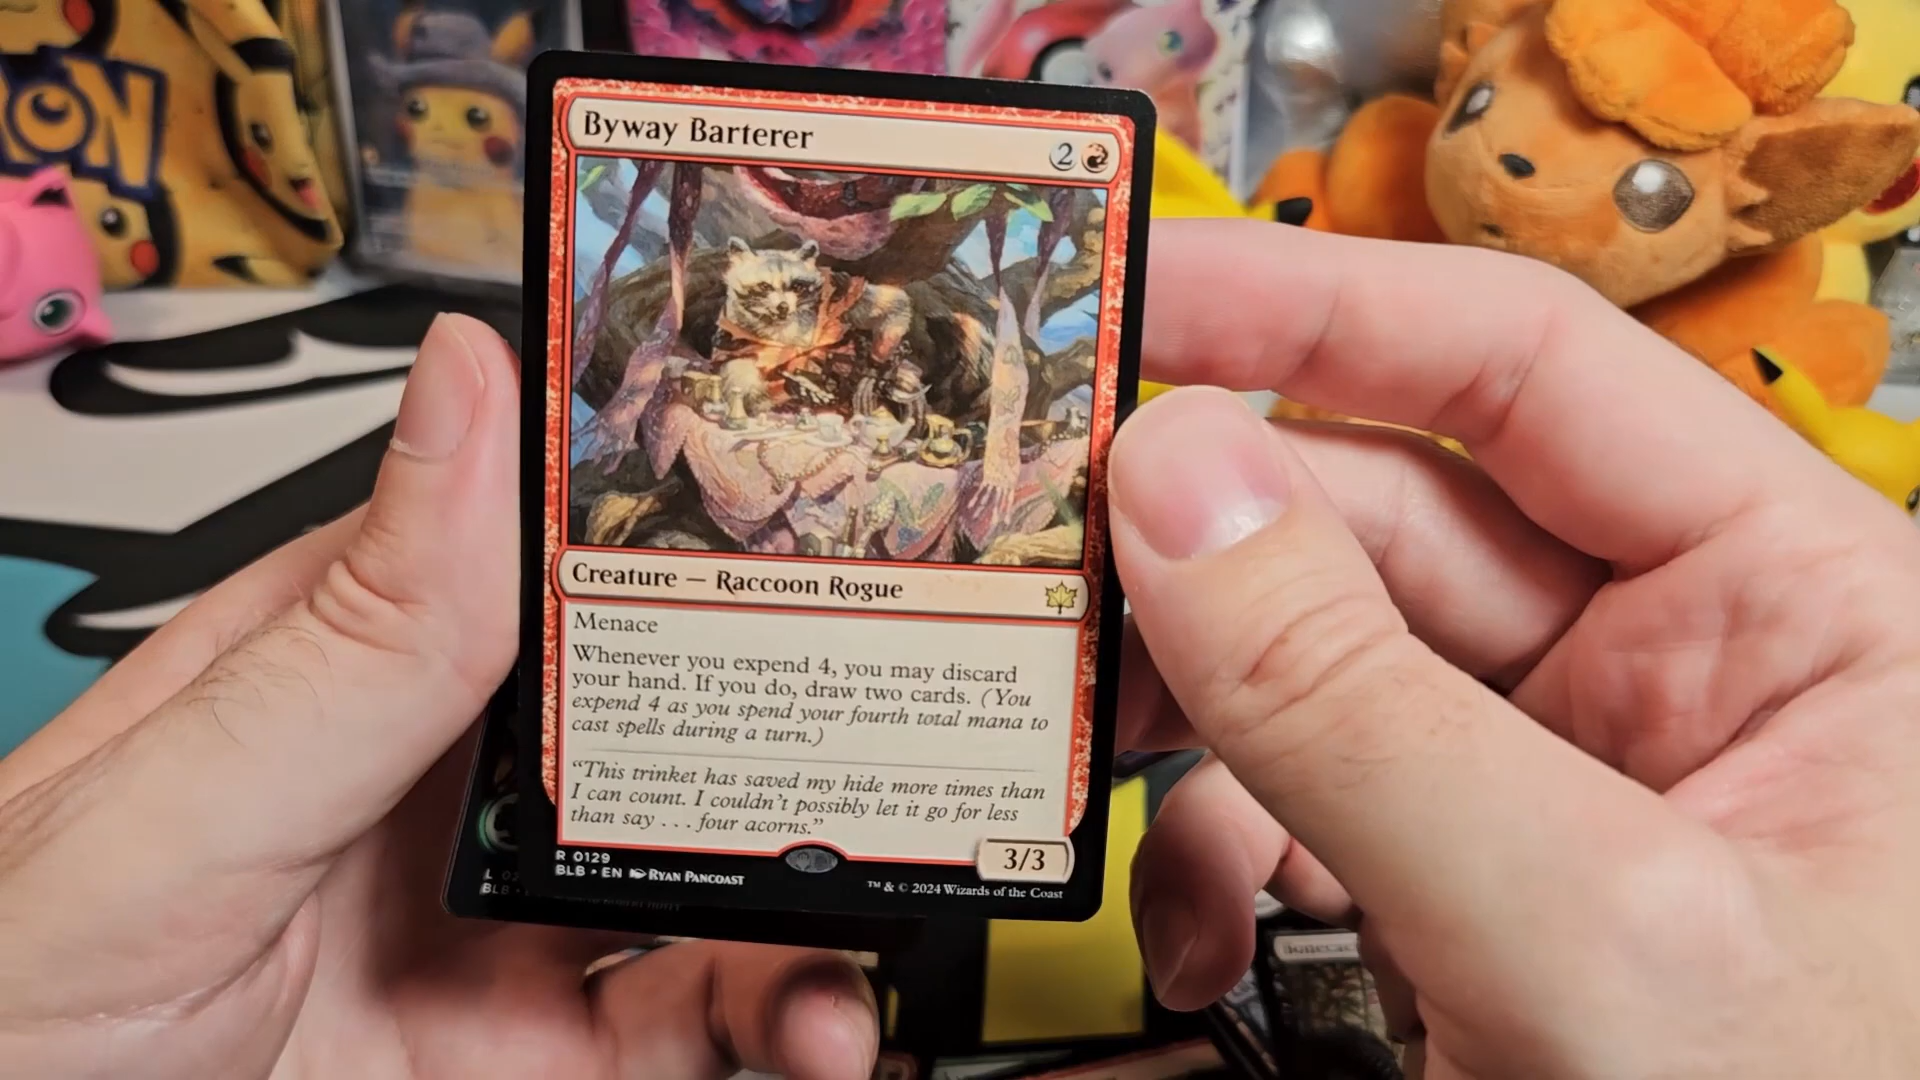 Byway Barterer
2
Creature — Raccoon Rogue
Menace
Whenever you expend 4, you may discard
your hand. If you do, draw two cards. (You
expend 4 as you spend your fourth total mana to
cast spells during a turn.)
“This trinket has saved my hide more times than
I can count. I couldn’t possibly let it go for less
than say . . . four acorns.”
3/3
R 0129
BLB • EN Ryan Pancoast
™ & © 2024 Wizards of the Coast
L
BLB